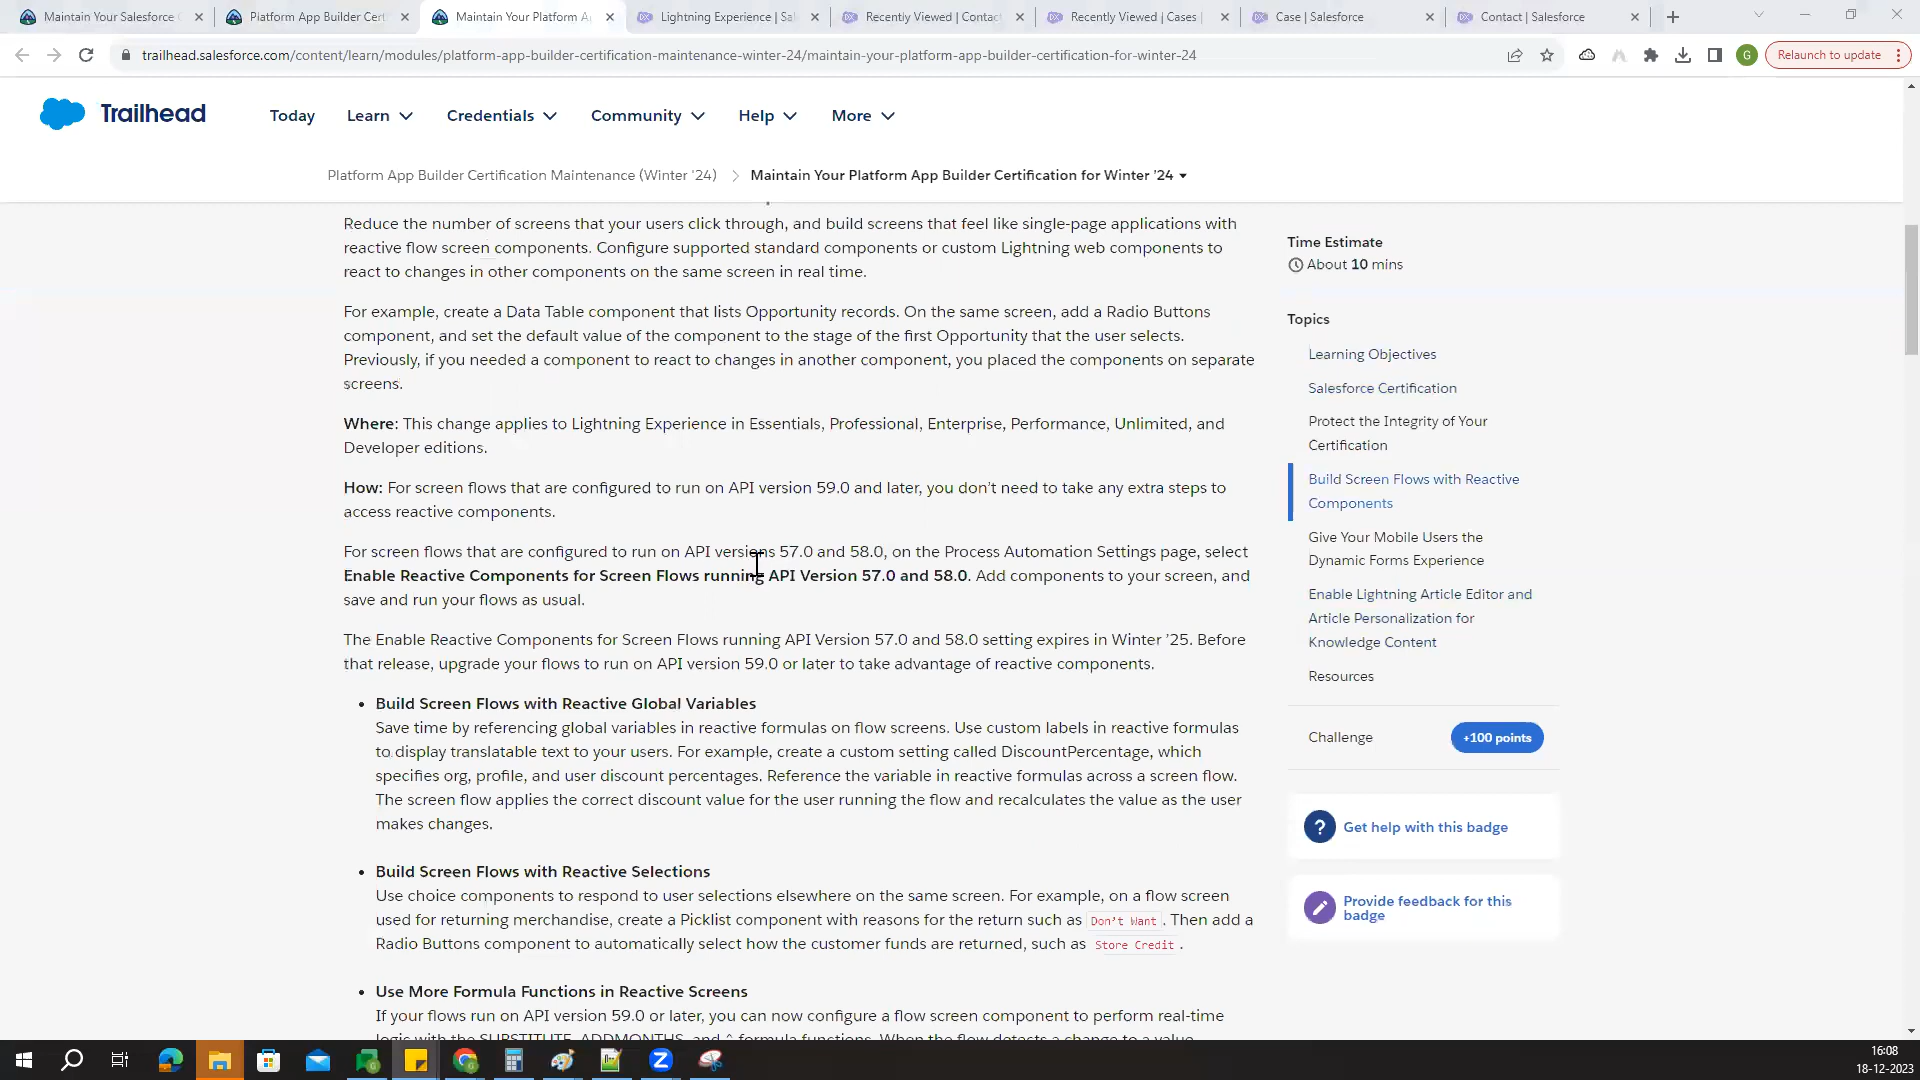 Maintain Your Salesforce C
Platform App Builder Cert
Maintain Your Platform A
Lightning Experience | Sal
Recently Viewed | Contac
Recently Viewed | Cases |
Case | Salesforce
Contact | Salesforce
trailhead.salesforce.com/content/learn/modules/platform-app-builder-certification-maintenance-winter-24/maintain-your-platform-app-builder-certification-for-winter-24
G
Relaunch to update
Trailhead
Today
Learn
Credentials
Community
Help
More
Platform App Builder Certification Maintenance (Winter '24)
Maintain Your Platform App Builder Certification for Winter '24
Reduce the number of screens that your users click through, and build screens that feel like single-page applications with
reactive flow screen components. Configure supported standard components or custom Lightning web components to
react to changes in other components on the same screen in real time.
For example, create a Data Table component that lists Opportunity records. On the same screen, add a Radio Buttons
component, and set the default value of the component to the stage of the first Opportunity that the user selects.
Previously, if you needed a component to react to changes in another component, you placed the components on separate
screens.
Where: This change applies to Lightning Experience in Essentials, Professional, Enterprise, Performance, Unlimited, and
Developer editions.
How: For screen flows that are configured to run on API version 59.0 and later, you don't need to take any extra steps to
access reactive components.
For screen flows that are configured to run on API versions 57.0 and 58.0, on the Process Automation Settings page, select
Enable Reactive Components for Screen Flows running API Version 57.0 and 58.0. Add components to your screen, and
save and run your flows as usual.
The Enable Reactive Components for Screen Flows running API Version 57.0 and 58.0 setting expires in Winter '25. Before
that release, upgrade your flows to run on API version 59.0 or later to take advantage of reactive components.
• Build Screen Flows with Reactive Global Variables
Save time by referencing global variables in reactive formulas on flow screens. Use custom labels in reactive formulas
to display translatable text to your users. For example, create a custom setting called DiscountPercentage, which
specifies org, profile, and user discount percentages. Reference the variable in reactive formulas across a screen flow.
The screen flow applies the correct discount value for the user running the flow and recalculates the value as the user
makes changes.
• Build Screen Flows with Reactive Selections
Use choice components to respond to user selections elsewhere on the same screen. For example, on a flow screen
used for returning merchandise, create a Picklist component with reasons for the return such as Don't Want. Then add a
Radio Buttons component to automatically select how the customer funds are returned, such as Store Credit.
• Use More Formula Functions in Reactive Screens
If your flows run on API version 59.0 or later, you can now configure a flow screen component to perform real-time
logic with the SUBSTITUTE, ADDMONTHS, and ^ formula functions. When the flow detects a change to a value
Time Estimate
About 10 mins
Topics
Learning Objectives
Salesforce Certification
Protect the Integrity of Your
Certification
Build Screen Flows with Reactive
Components
Give Your Mobile Users the
Dynamic Forms Experience
Enable Lightning Article Editor and
Article Personalization for
Knowledge Content
Resources
Challenge
+100 points
Get help with this badge
Provide feedback for this
badge
16:08
18-12-2023